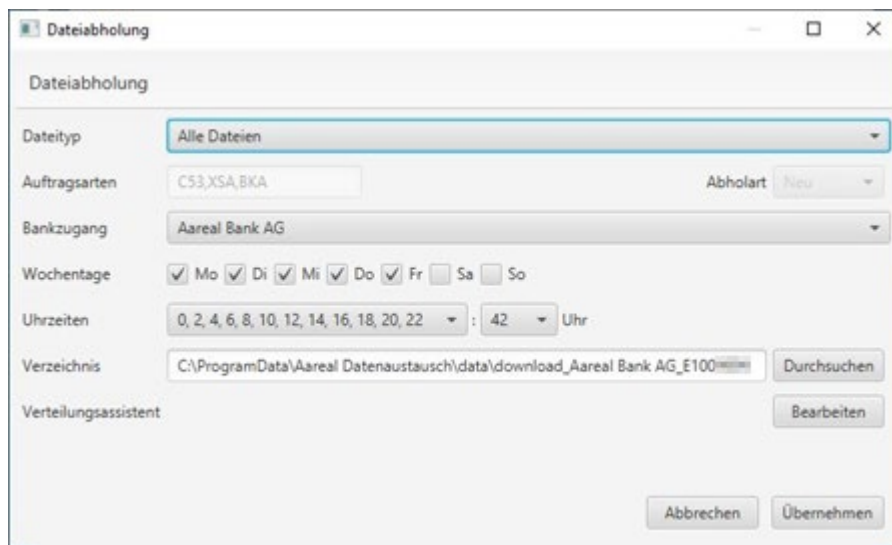 Dateiabholung
Dateiabholung
Dateityp Alle Dateien
Auftragsarten C53,XSA,BKA Abholart Neu
Bankzugang Aareal Bank AG
Wochentage Mo Di Mi Do Fr Sa So
Uhrzeiten 0, 2, 4, 6, 8, 10, 12, 14, 16, 18, 20, 22 : 42 Uhr
Verzeichnis C:\ProgramData\Aareal Datenaustausch\data\download_Aareal Bank AG_E100 Durchsuchen
Verteilungsassistent Bearbeiten
Abbrechen Übernehmen